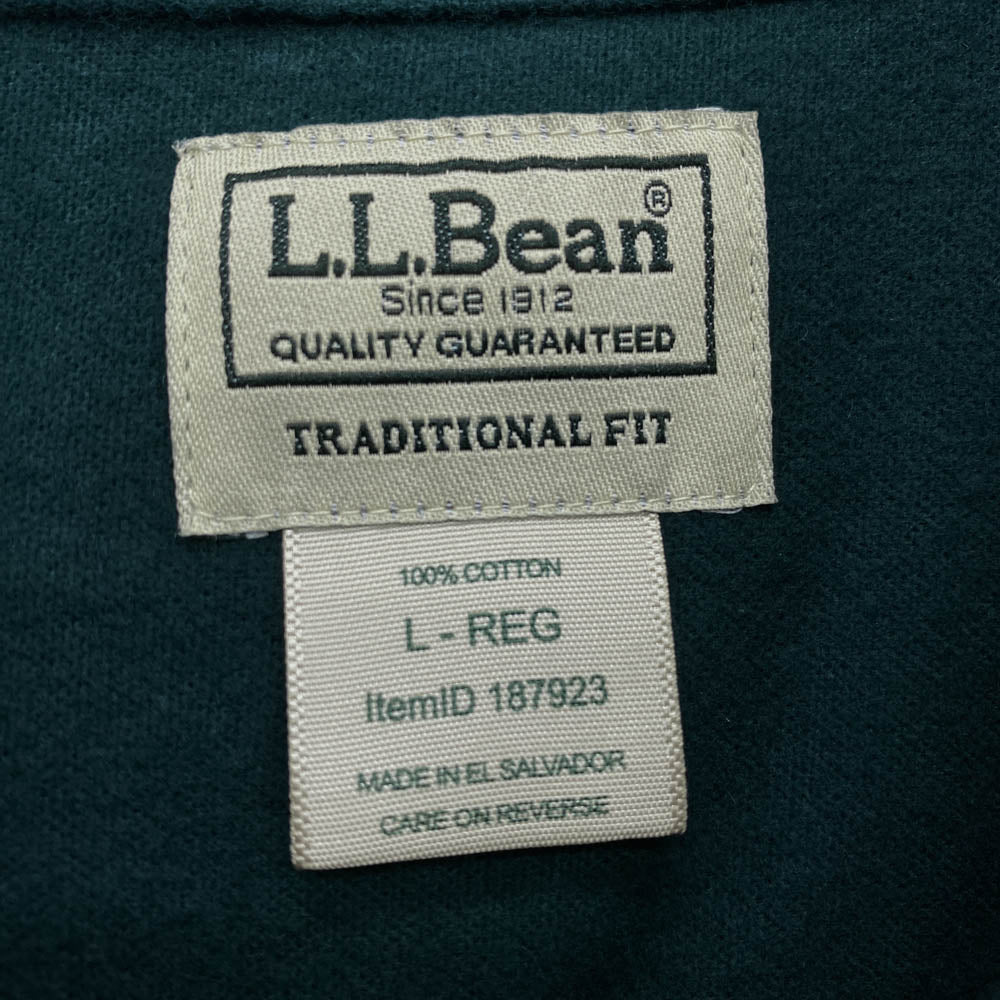 L.L.Bean®
Since 1912
QUALITY GUARANTEED
TRADITIONAL FIT
100% COTTON
L - REG
ItemID 187923
MADE IN EL SALVADOR
CARE ON REVERSE